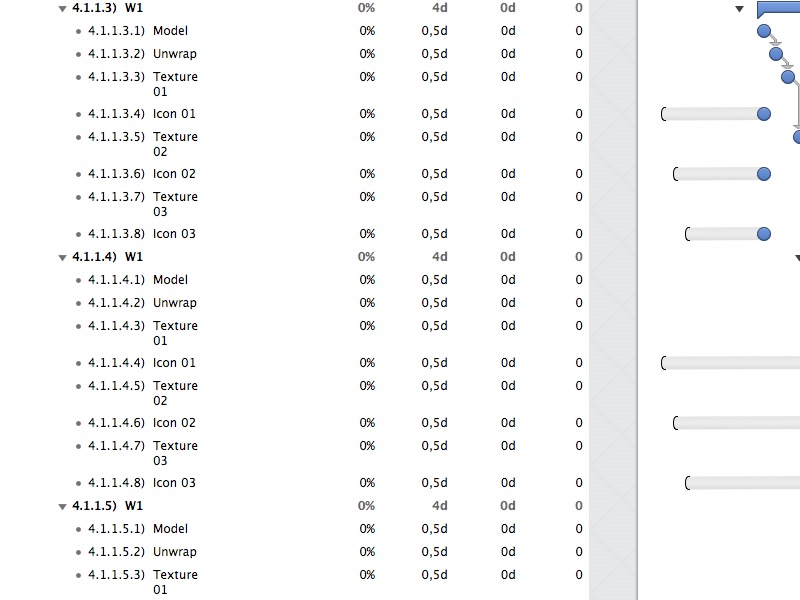 4.1.1.3) W1 0% 4d 0d 0
4.1.1.3.1) Model 0% 0,5d 0d 0
4.1.1.3.2) Unwrap 0% 0,5d 0d 0
4.1.1.3.3) Texture 0% 0,5d 0d 0
01
4.1.1.3.4) Icon 01 0% 0,5d 0d 0
4.1.1.3.5) Texture 0% 0,5d 0d 0
02
4.1.1.3.6) Icon 02 0% 0,5d 0d 0
4.1.1.3.7) Texture 0% 0,5d 0d 0
03
4.1.1.3.8) Icon 03 0% 0,5d 0d 0
4.1.1.4) W1 0% 4d 0d 0
4.1.1.4.1) Model 0% 0,5d 0d 0
4.1.1.4.2) Unwrap 0% 0,5d 0d 0
4.1.1.4.3) Texture 0% 0,5d 0d 0
01
4.1.1.4.4) Icon 01 0% 0,5d 0d 0
4.1.1.4.5) Texture 0% 0,5d 0d 0
02
4.1.1.4.6) Icon 02 0% 0,5d 0d 0
4.1.1.4.7) Texture 0% 0,5d 0d 0
03
4.1.1.4.8) Icon 03 0% 0,5d 0d 0
4.1.1.5) W1 0% 4d 0d 0
4.1.1.5.1) Model 0% 0,5d 0d 0
4.1.1.5.2) Unwrap 0% 0,5d 0d 0
4.1.1.5.3) Texture 0% 0,5d 0d 0
01